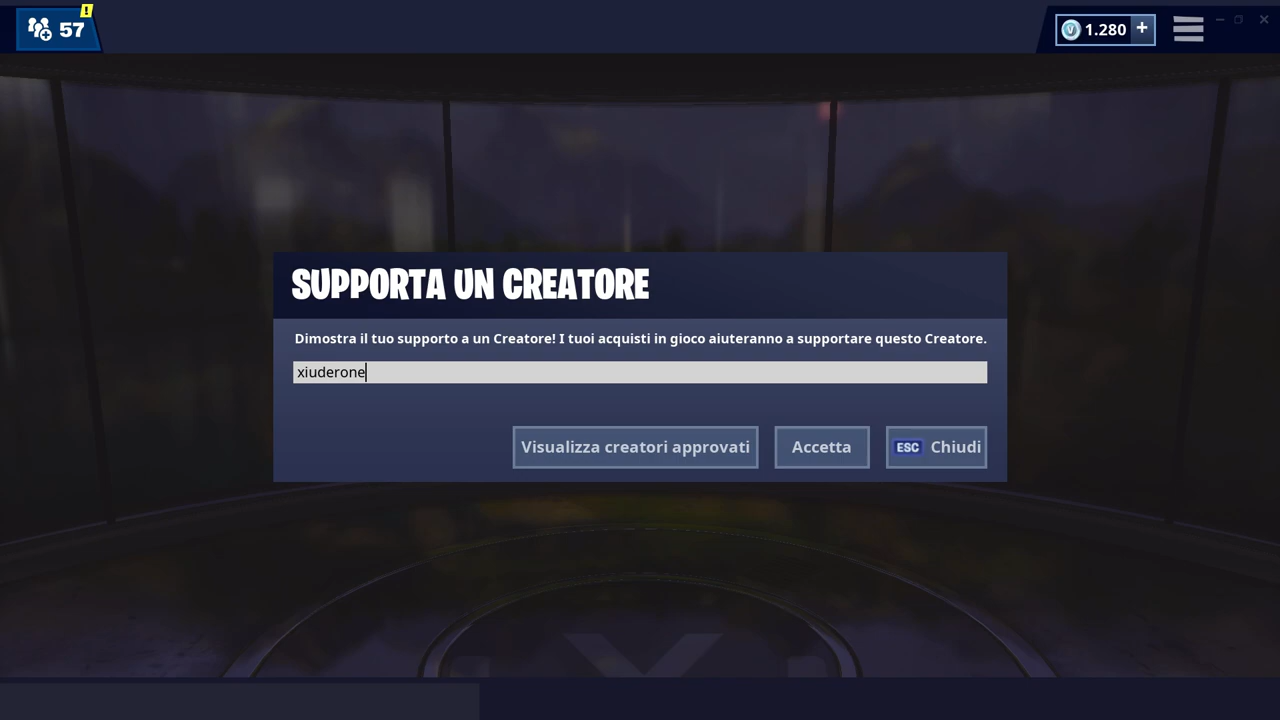 57
!
1.280 +
SUPPORTA UN CREATORE
Dimostra il tuo supporto a un Creatore! I tuoi acquisti in gioco aiuteranno a supportare questo Creatore.
xiuderone
Visualizza creatori approvati
Accetta
ESC Chiudi